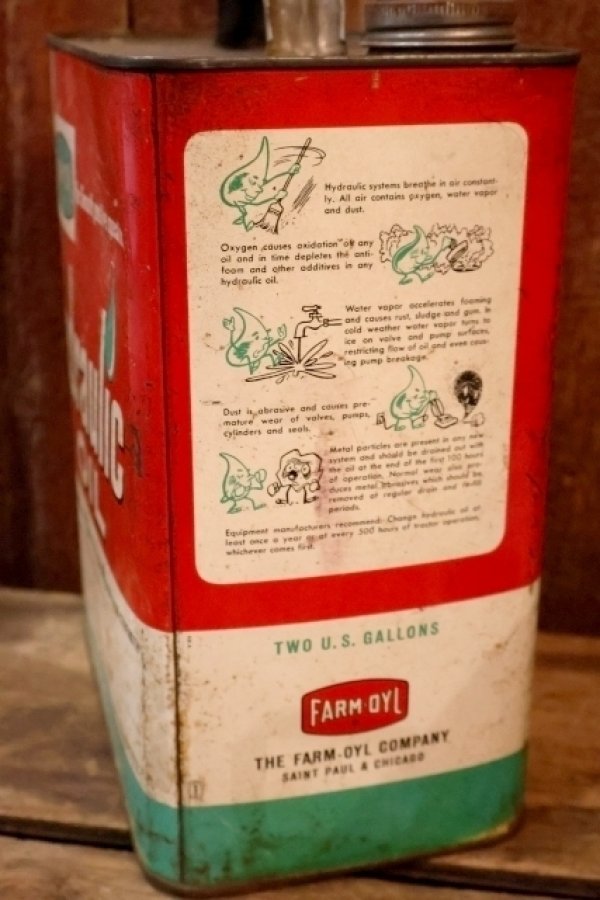 Hydraulic systems breathe in air constant-
ly. All air contains oxygen, water vapor
and dust.
Oxygen causes oxidation of any
oil and in time depletes the anti-
foam and other additives in any
hydraulic oil.
Water vapor accelerates foaming
and causes rust, sludge and gum. In
cold weather water vapor turns to
ice on valve and pump surfaces,
restricting flow of oil and even caus-
ing pump breakage.
Dust is abrasive and causes pre-
mature wear of valves, pumps,
cylinders and seals.
Metal particles are present in any new
system and should be drained out with
the oil at the end of the first 100 hours
of operation. Normal wear also pro-
duces metal abrasives which should be
removed at regular drain and refill
periods.
Equipment manufacturers recommend: Change hydraulic oil at
least once a year or at every 500 hours of tractor operation,
whichever comes first.
TWO U.S. GALLONS
FARM-OYL
THE FARM-OYL COMPANY
SAINT PAUL & CHICAGO